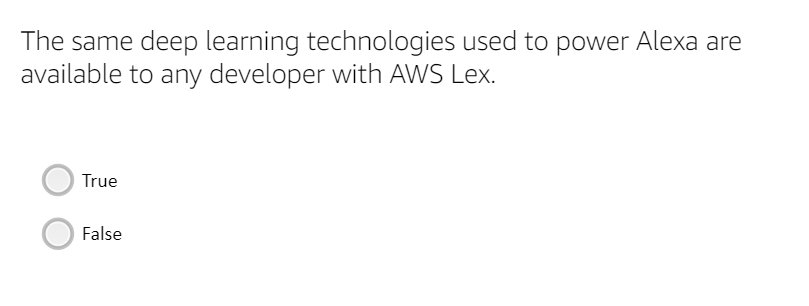 The same deep learning technologies used to power Alexa are
available to any developer with AWS Lex.
True
False